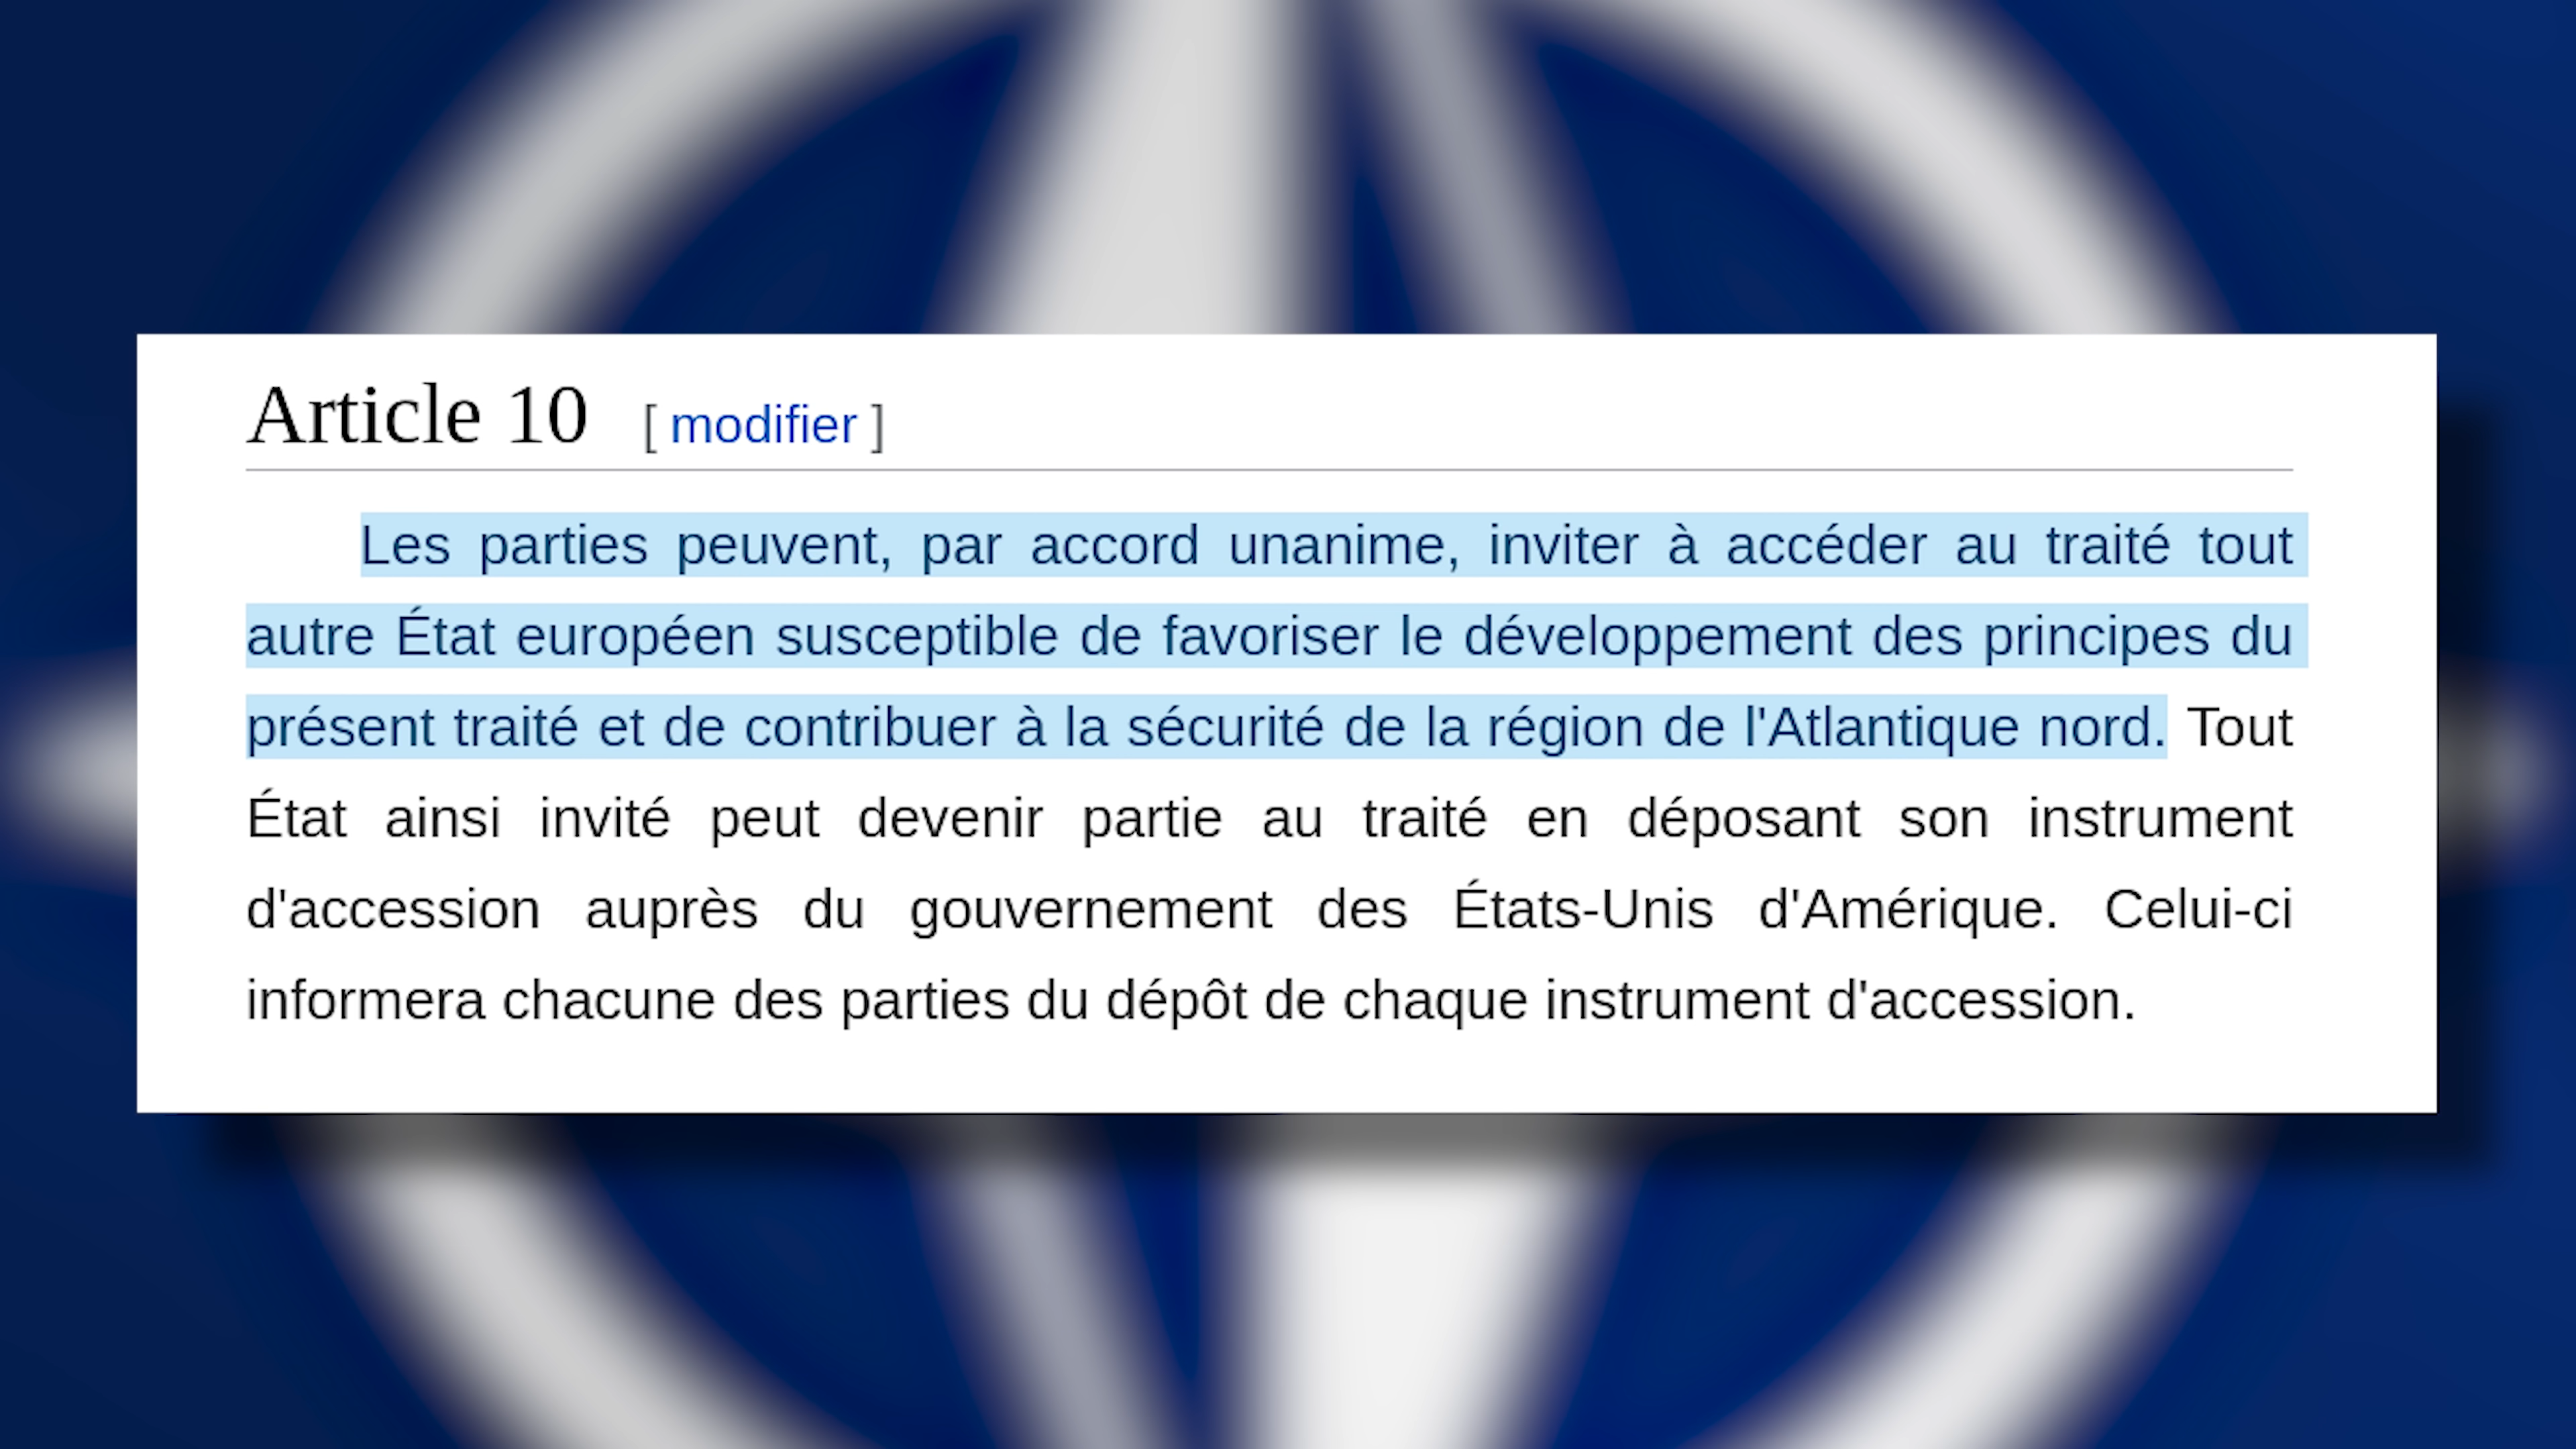 Article 10 [ modifier ]
Les parties peuvent, par accord unanime, inviter à accéder au traité tout
autre État européen susceptible de favoriser le développement des principes du
présent traité et de contribuer à la sécurité de la région de l'Atlantique nord. Tout
État ainsi invité peut devenir partie au traité en déposant son instrument
d'accession auprès du gouvernement des États-Unis d'Amérique. Celui-ci
informera chacune des parties du dépôt de chaque instrument d'accession.